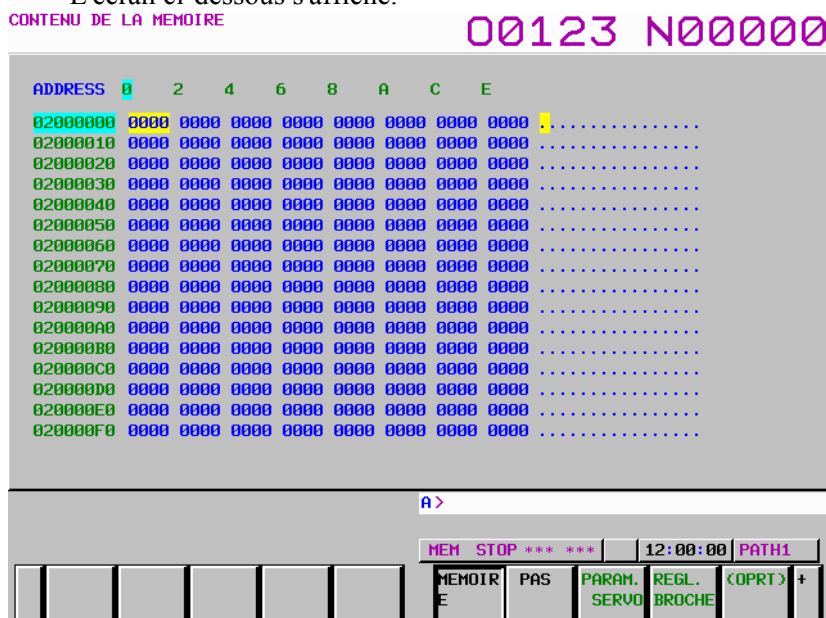 L'écran ci-dessous s'affiche.
CONTENU DE LA MEMOIRE O0123 N00000
ADDRESS 0 2 4 6 8 A C E
02000000 0000 0000 0000 0000 0000 0000 0000 0000 ................
02000010 0000 0000 0000 0000 0000 0000 0000 0000 ................
02000020 0000 0000 0000 0000 0000 0000 0000 0000 ................
02000030 0000 0000 0000 0000 0000 0000 0000 0000 ................
02000040 0000 0000 0000 0000 0000 0000 0000 0000 ................
02000050 0000 0000 0000 0000 0000 0000 0000 0000 ................
02000060 0000 0000 0000 0000 0000 0000 0000 0000 ................
02000070 0000 0000 0000 0000 0000 0000 0000 0000 ................
02000080 0000 0000 0000 0000 0000 0000 0000 0000 ................
02000090 0000 0000 0000 0000 0000 0000 0000 0000 ................
020000A0 0000 0000 0000 0000 0000 0000 0000 0000 ................
020000B0 0000 0000 0000 0000 0000 0000 0000 0000 ................
020000C0 0000 0000 0000 0000 0000 0000 0000 0000 ................
020000D0 0000 0000 0000 0000 0000 0000 0000 0000 ................
020000E0 0000 0000 0000 0000 0000 0000 0000 0000 ................
020000F0 0000 0000 0000 0000 0000 0000 0000 0000 ................
A>
MEM STOP *** *** 12:00:00 PATH1
MEMOIR PAS PARAM. REGL. (OPRT) +
E SERVO BROCHE